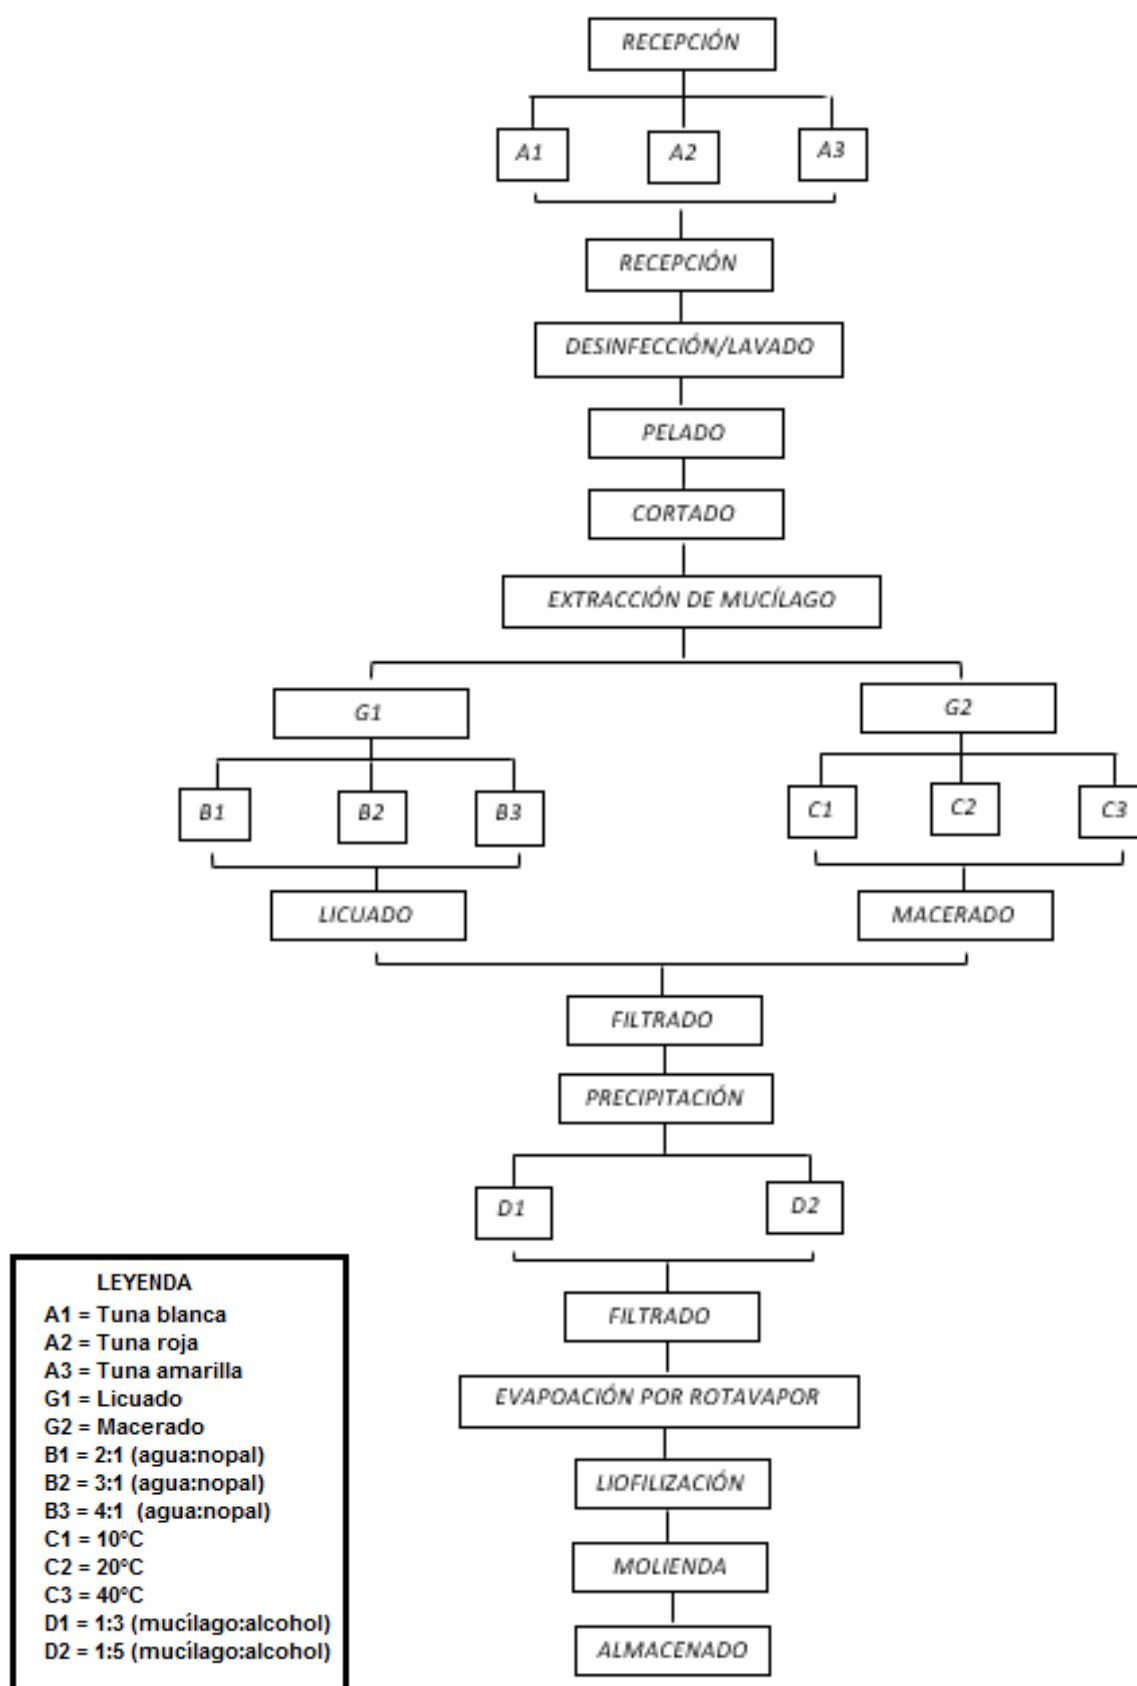 RECEPCIÓN
A1 A2 A3
RECEPCIÓN
DESINFECCIÓN/LAVADO
PELADO
CORTADO
EXTRACCIÓN DE MUCÍLAGO
G1 G2
B1 B2 B3 C1 C2 C3
LICUADO MACERADO
FILTRADO
PRECIPITACIÓN
D1 D2
FILTRADO
EVAPOACIÓN POR ROTAVAPOR
LIOFILIZACIÓN
MOLIENDA
ALMACENADO
LEYENDA
A1 = Tuna blanca
A2 = Tuna roja
A3 = Tuna amarilla
G1 = Licuado
G2 = Macerado
B1 = 2:1 (agua:nopal)
B2 = 3:1 (agua:nopal)
B3 = 4:1 (agua:nopal)
C1 = 10°C
C2 = 20°C
C3 = 40°C
D1 = 1:3 (mucílago:alcohol)
D2 = 1:5 (mucílago:alcohol)